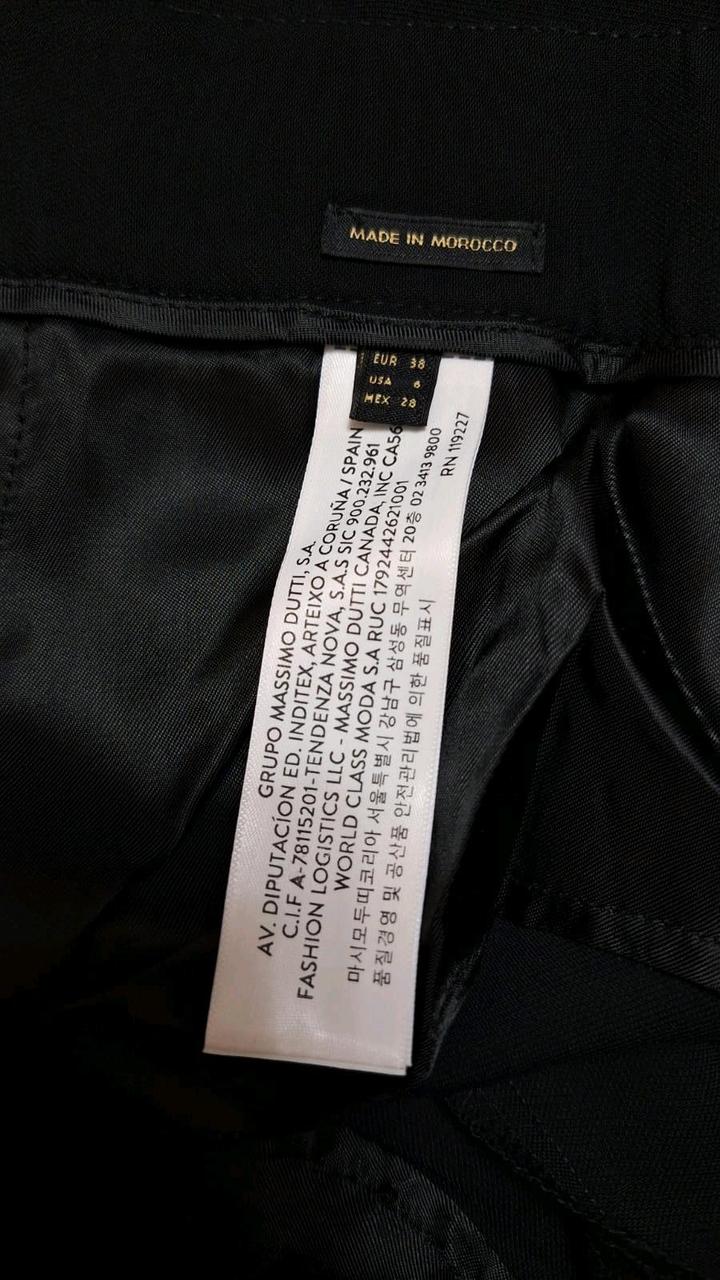 MADE IN MOROCCO
EUR 38
USA 6
MEX 28
GRUPO MASSIMO DUTTI, S.A.
AV. DIPUTACÍON ED. INDITEX, ARTEIXO A CORUÑA / SPAIN
C.I.F A-78115201-TENDENZA NOVA, S.A.S SIC 900.232.961
FASHION LOGISTICS LLC - MASSIMO DUTTI CANADA, INC CA56
WORLD CLASS MODA S.A RUC 1792442621001
마시모두띠코리아 서울특별시 강남구 삼성동 무역센터 20층 02 3413 9800
품질경영 및 공산품 안전관리법에 의한 품질표시
RN 119227